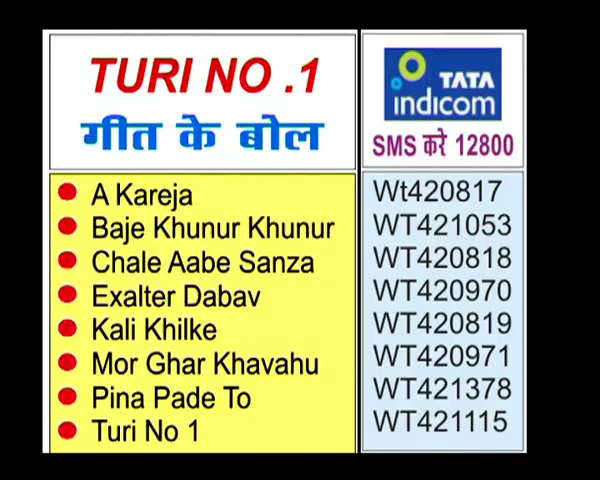 TURI NO .1
गीत के बोल
TATA
indicom
SMS करे 12800
A Kareja Wt420817
Baje Khunur Khunur WT421053
Chale Aabe Sanza WT420818
Exalter Dabav WT420970
Kali Khilke WT420819
Mor Ghar Khavahu WT420971
Pina Pade To WT421378
Turi No 1 WT421115